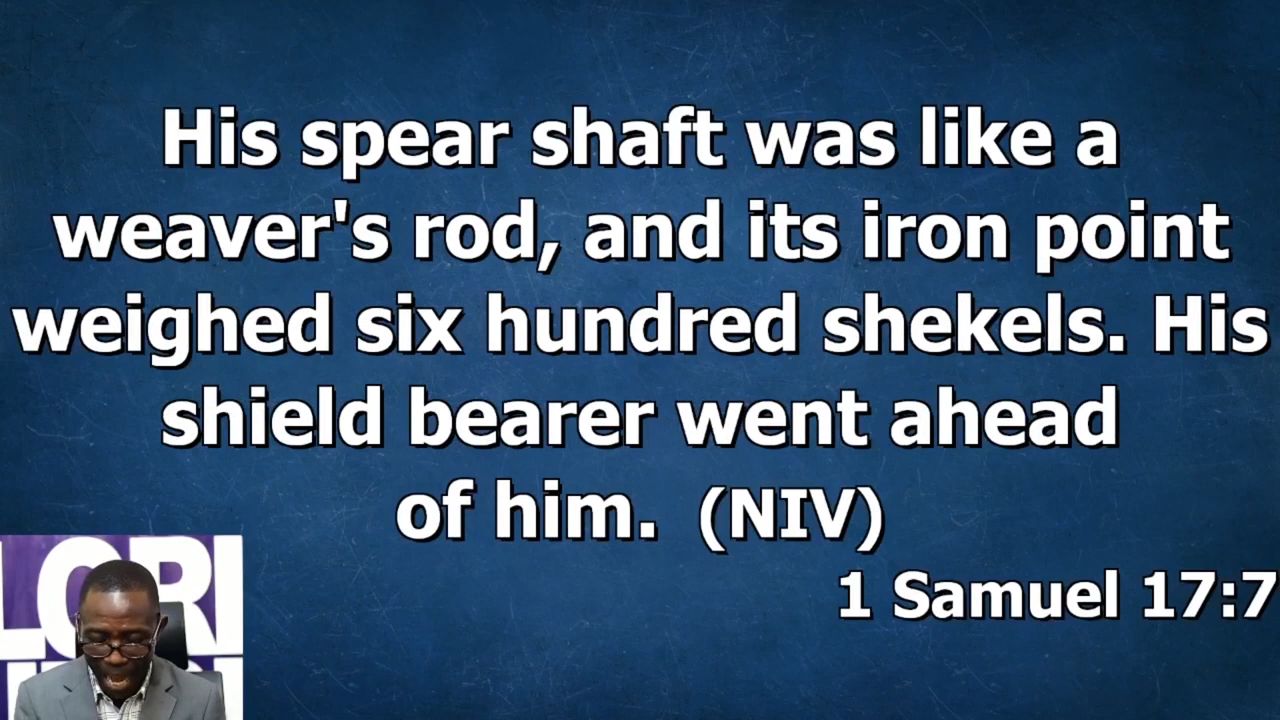 His spear shaft was like a
weaver's rod, and its iron point
weighed six hundred shekels. His
shield bearer went ahead
of him. (NIV)
1 Samuel 17:7
LORI